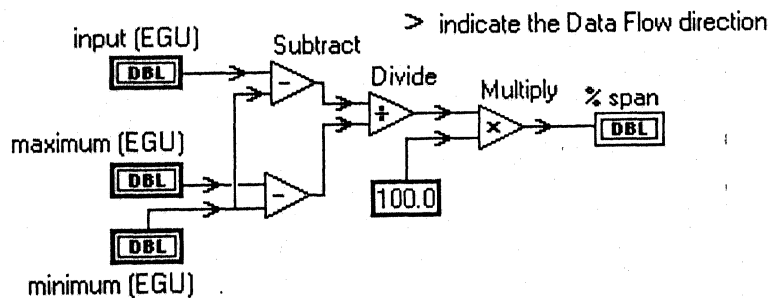 > indicate the Data Flow direction
input (EGU)
Subtract
DBL
-
Divide
÷
Multiply
×
% span
DBL
maximum (EGU)
DBL
-
100.0
DBL
minimum (EGU)